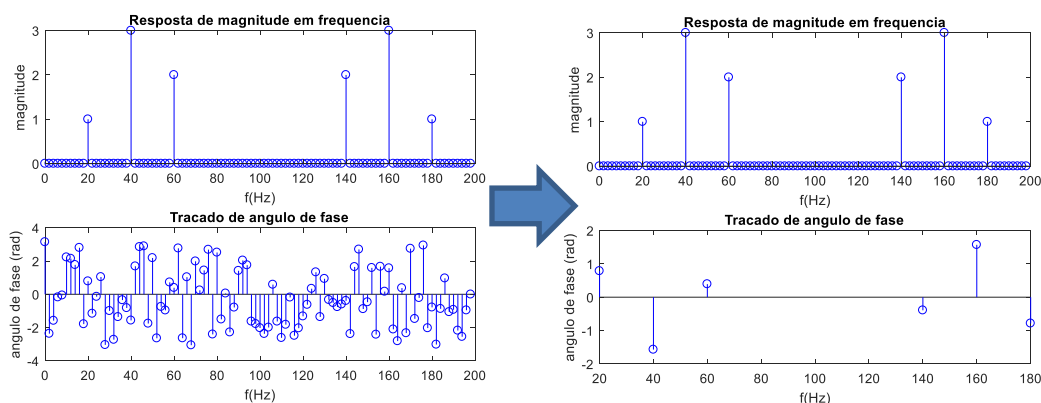 Resposta de magnitude em frequencia
3
2
1
0
magnitude
0 20 40 60 80 100 120 140 160 180 200
f(Hz)
Tracado de angulo de fase
4
2
0
-2
-4
angulo de fase (rad)
0 20 40 60 80 100 120 140 160 180 200
f(Hz)
Resposta de magnitude em frequencia
3
2
1
0
magnitude
0 20 40 60 80 100 120 140 160 180 200
f(Hz)
Tracado de angulo de fase
2
1
0
-1
-2
angulo de fase (rad)
20 40 60 80 100 120 140 160 180
f(Hz)